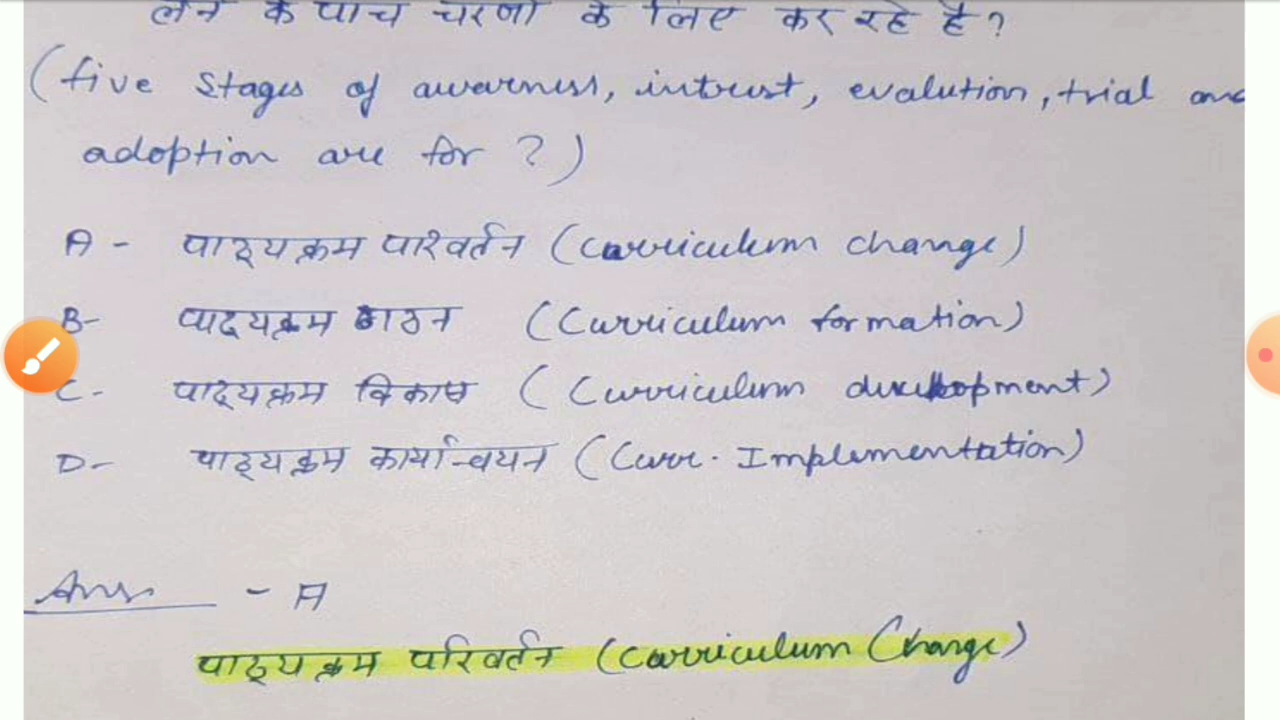 लेने के पांच चरणों के लिए कर रहे है?
(five stages of awarness, intrest, evalution, trial and
adoption are for ?)
A - पाठ्यक्रम परिवर्तन (Curriculum change)
B- पाठ्यक्रम गठन (Curriculum formation)
C- पाठ्यक्रम विकाष (Curriculum development)
D- पाठ्यक्रम कार्यान्वयन (Curr. Implementation)
Ans - A
पाठ्यक्रम परिवर्तन (Curriculum Change)